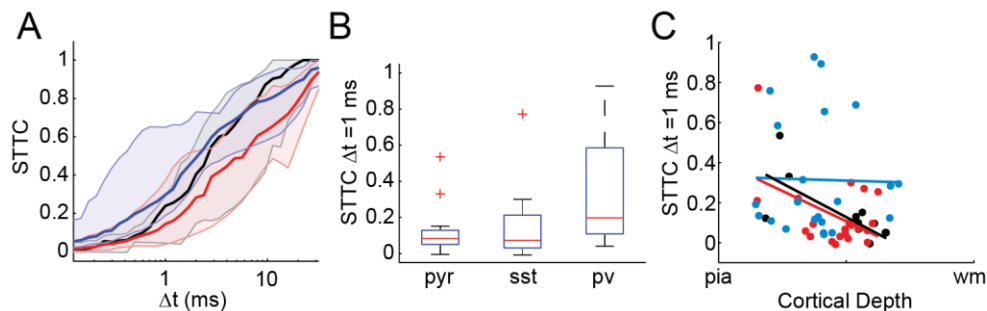 A
STTC
1
0.8
0.6
0.4
0.2
0
1
10
Δt (ms)
B
STTC Δt =1 ms
1
0.8
0.6
0.4
0.2
0
pyr
sst
pv
C
STTC Δt =1 ms
1
0.8
0.6
0.4
0.2
0
pia
wm
Cortical Depth